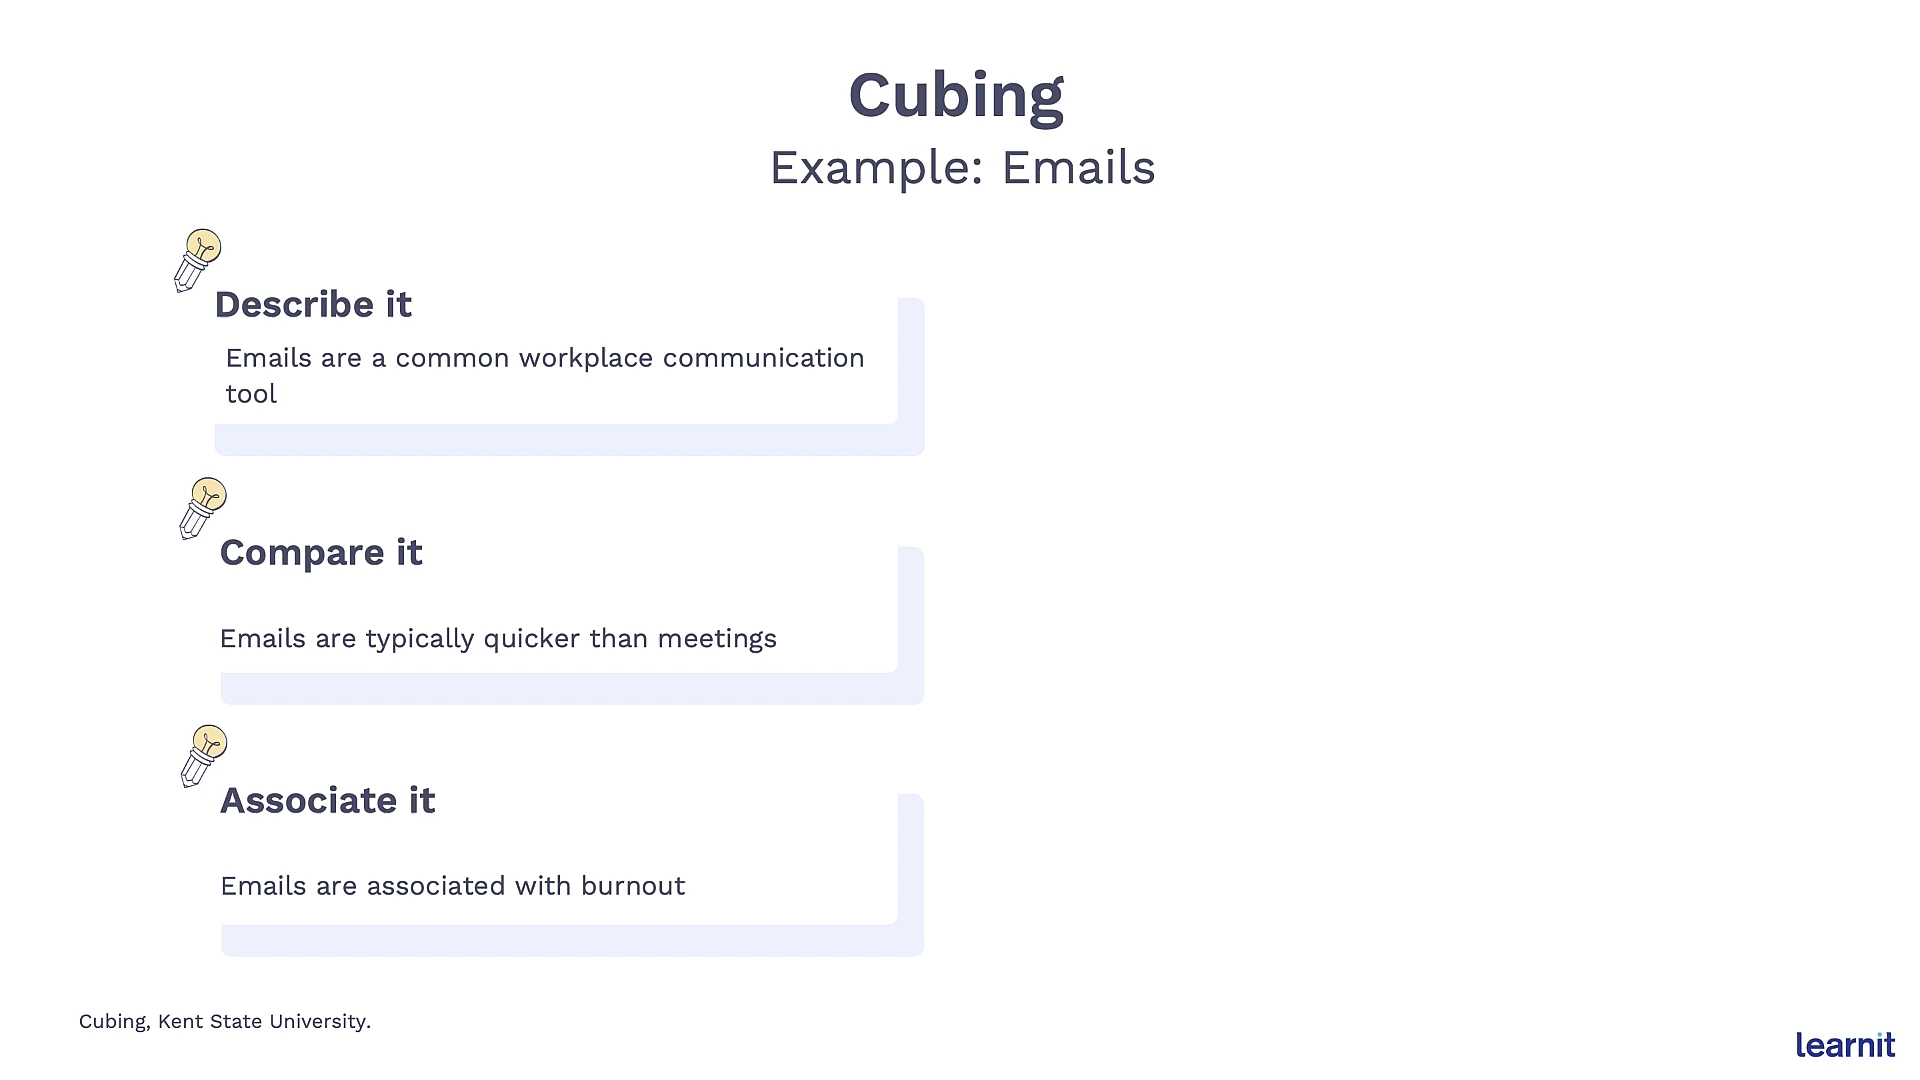 Cubing
Example: Emails
Describe it
Emails are a common workplace communication
tool
Compare it
Emails are typically quicker than meetings
Associate it
Emails are associated with burnout
Cubing, Kent State University.
learnit